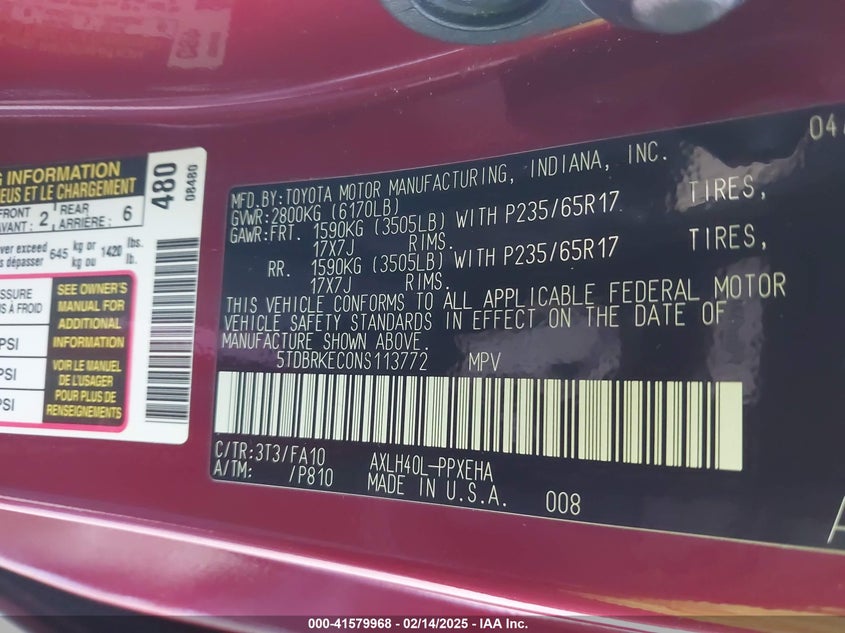 G INFORMATION
EUS ET LE CHARGEMENT
FRONT
AVANT: 2
REAR
ARRIÈRE: 6
ver exceed
s dépasser 645 kg or
kg ou 1420 lbs.
lb.
SSURE
S À FROID
PSI
PSI
PSI
SEE OWNER'S
MANUAL FOR
ADDITIONAL
INFORMATION
VOIR LE MANUEL
DE L'USAGER
POUR PLUS DE
RENSEIGNEMENTS
480
08480
04/
MFD.BY:TOYOTA MOTOR MANUFACTURING, INDIANA, INC.
GVWR:2800KG (6170LB)
GAWR:FRT. 1590KG (3505LB) WITH P235/65R17 TIRES,
17X7J RIMS.
RR. 1590KG (3505LB) WITH P235/65R17 TIRES,
17X7J RIMS.
THIS VEHICLE CONFORMS TO ALL APPLICABLE FEDERAL MOTOR
VEHICLE SAFETY STANDARDS IN EFFECT ON THE DATE OF
MANUFACTURE SHOWN ABOVE.
5TDBRKEC0NS113772 MPV
C/TR:3T3/FA10 AXLH40L-PPXEHA
A/TM: /P810 MADE IN U.S.A. 008
A
000-41579968 - 02/14/2025 - IAA Inc.